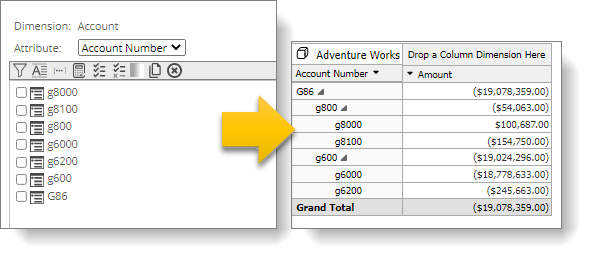 Dimension: Account
Attribute: Account Number
g8000
g8100
g800
g6000
g6200
g600
G86
Adventure Works Drop a Column Dimension Here
Account Number Amount
G86 ($19,078,359.00)
g800 ($54,063.00)
g8000 $100,687.00
g8100 ($154,750.00)
g600 ($19,024,296.00)
g6000 ($18,778,633.00)
g6200 ($245,663.00)
Grand Total ($19,078,359.00)